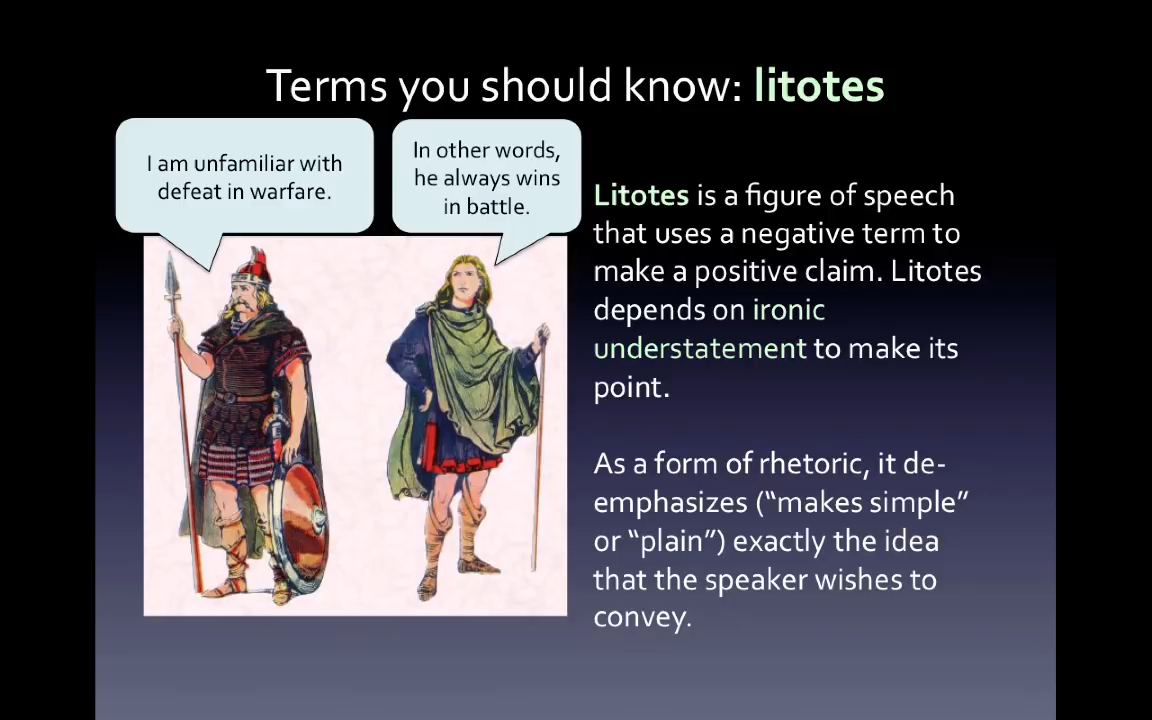 Terms you should know: litotes
I am unfamiliar with
defeat in warfare.
In other words,
he always wins
in battle.
Litotes is a figure of speech
that uses a negative term to
make a positive claim. Litotes
depends on ironic
understatement to make its
point.
As a form of rhetoric, it de-
emphasizes (“makes simple”
or “plain”) exactly the idea
that the speaker wishes to
convey.